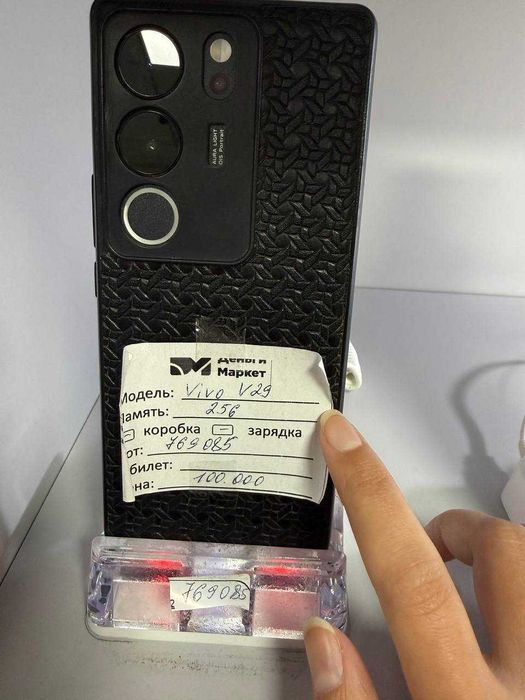 AURA LIGHT
OIS Portrait
Деньги
Маркет
Модель: Vivo V29
Память: 256
коробка зарядка
от: 769085
билет:
на: 100.000
769085